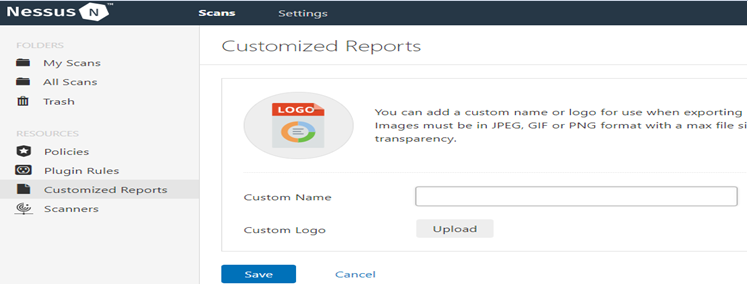 Nessus N ™
Scans Settings
FOLDERS
My Scans
All Scans
Trash
RESOURCES
Policies
Plugin Rules
Customized Reports
Scanners
Customized Reports
LOGO
You can add a custom name or logo for use when exporting
Images must be in JPEG, GIF or PNG format with a max file si
transparency.
Custom Name
Custom Logo Upload
Save Cancel